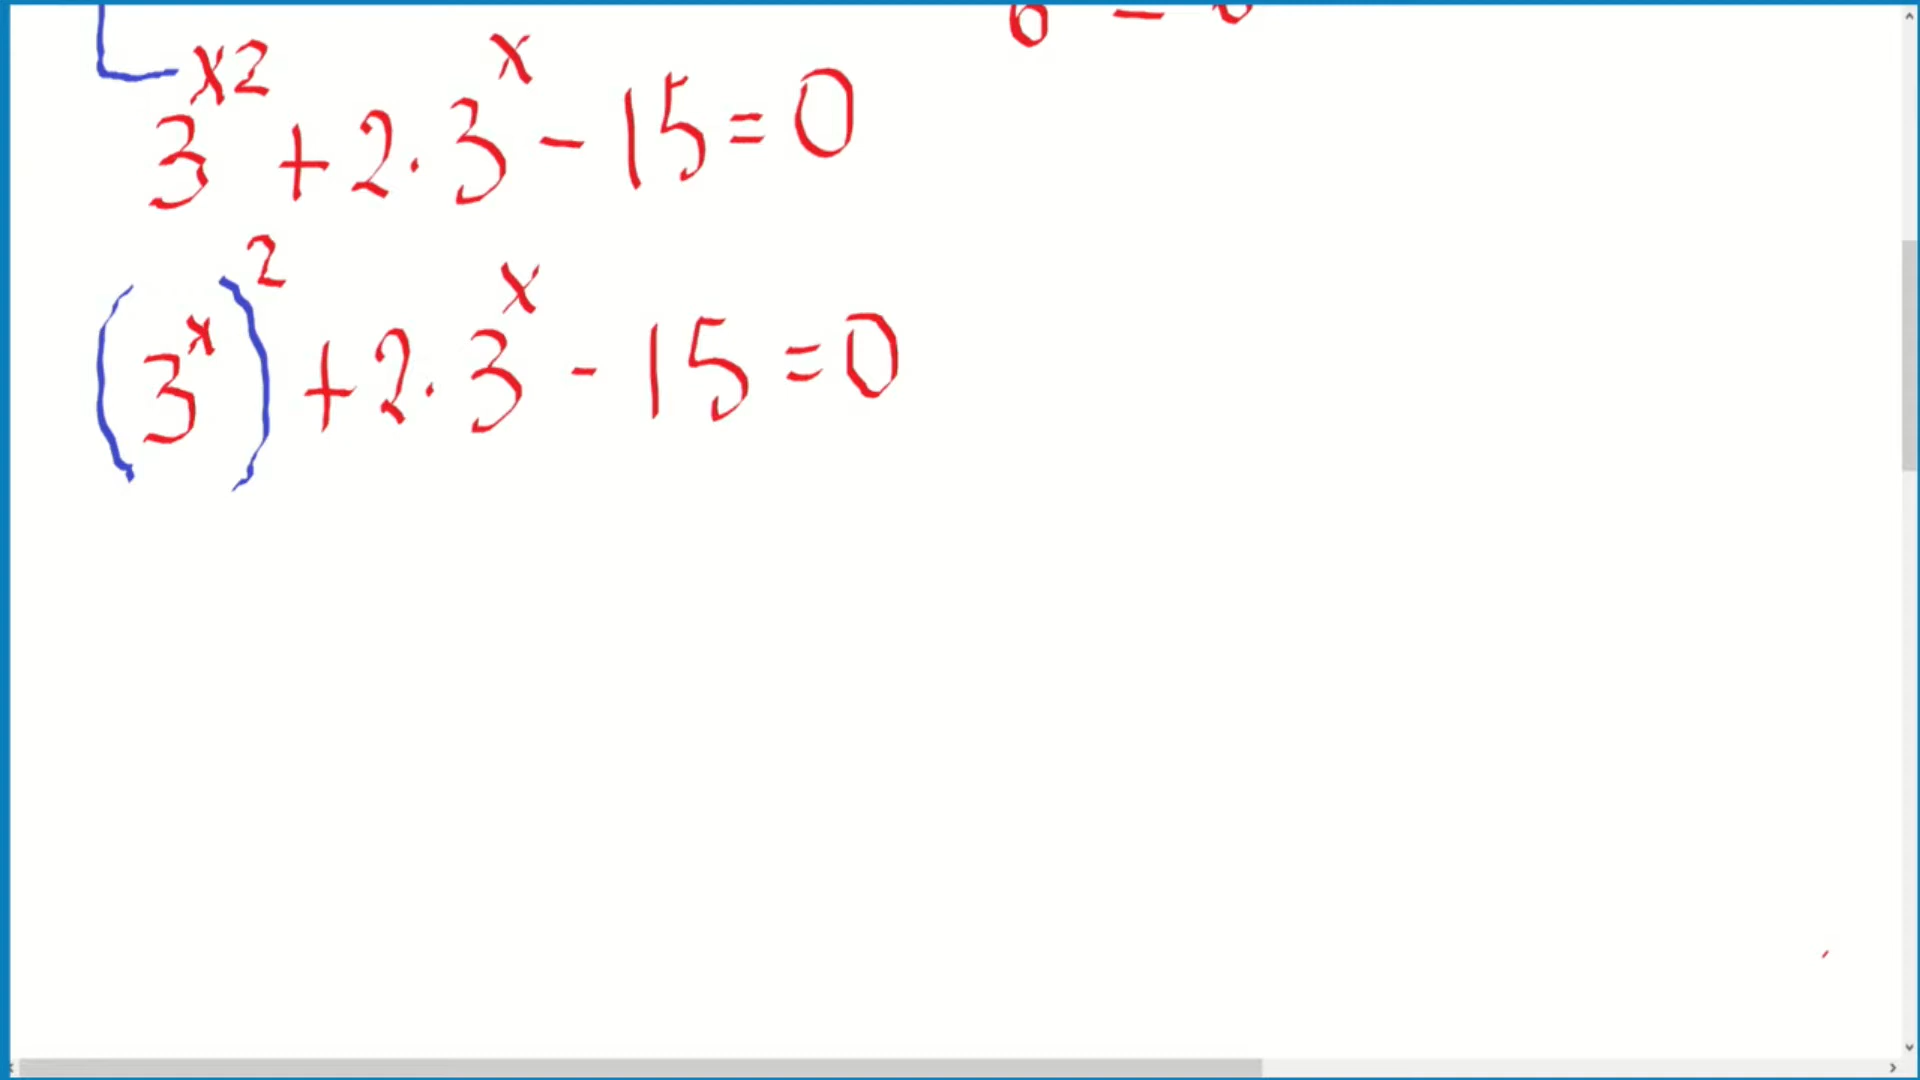 3^{x2} + 2 · 3^x - 15 = 0
(3^x)^2 + 2 · 3^x - 15 = 0